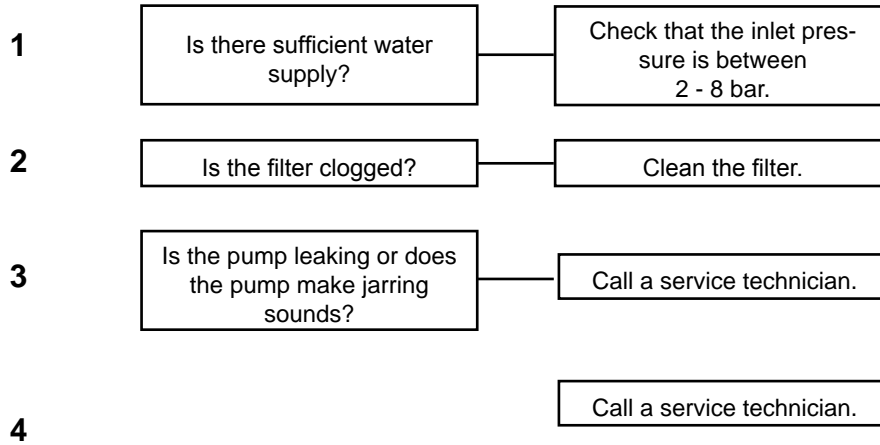 1
Is there sufficient water
supply?
Check that the inlet pres-
sure is between
2 - 8 bar.
2
Is the filter clogged?
Clean the filter.
3
Is the pump leaking or does
the pump make jarring
sounds?
Call a service technician.
4
Call a service technician.